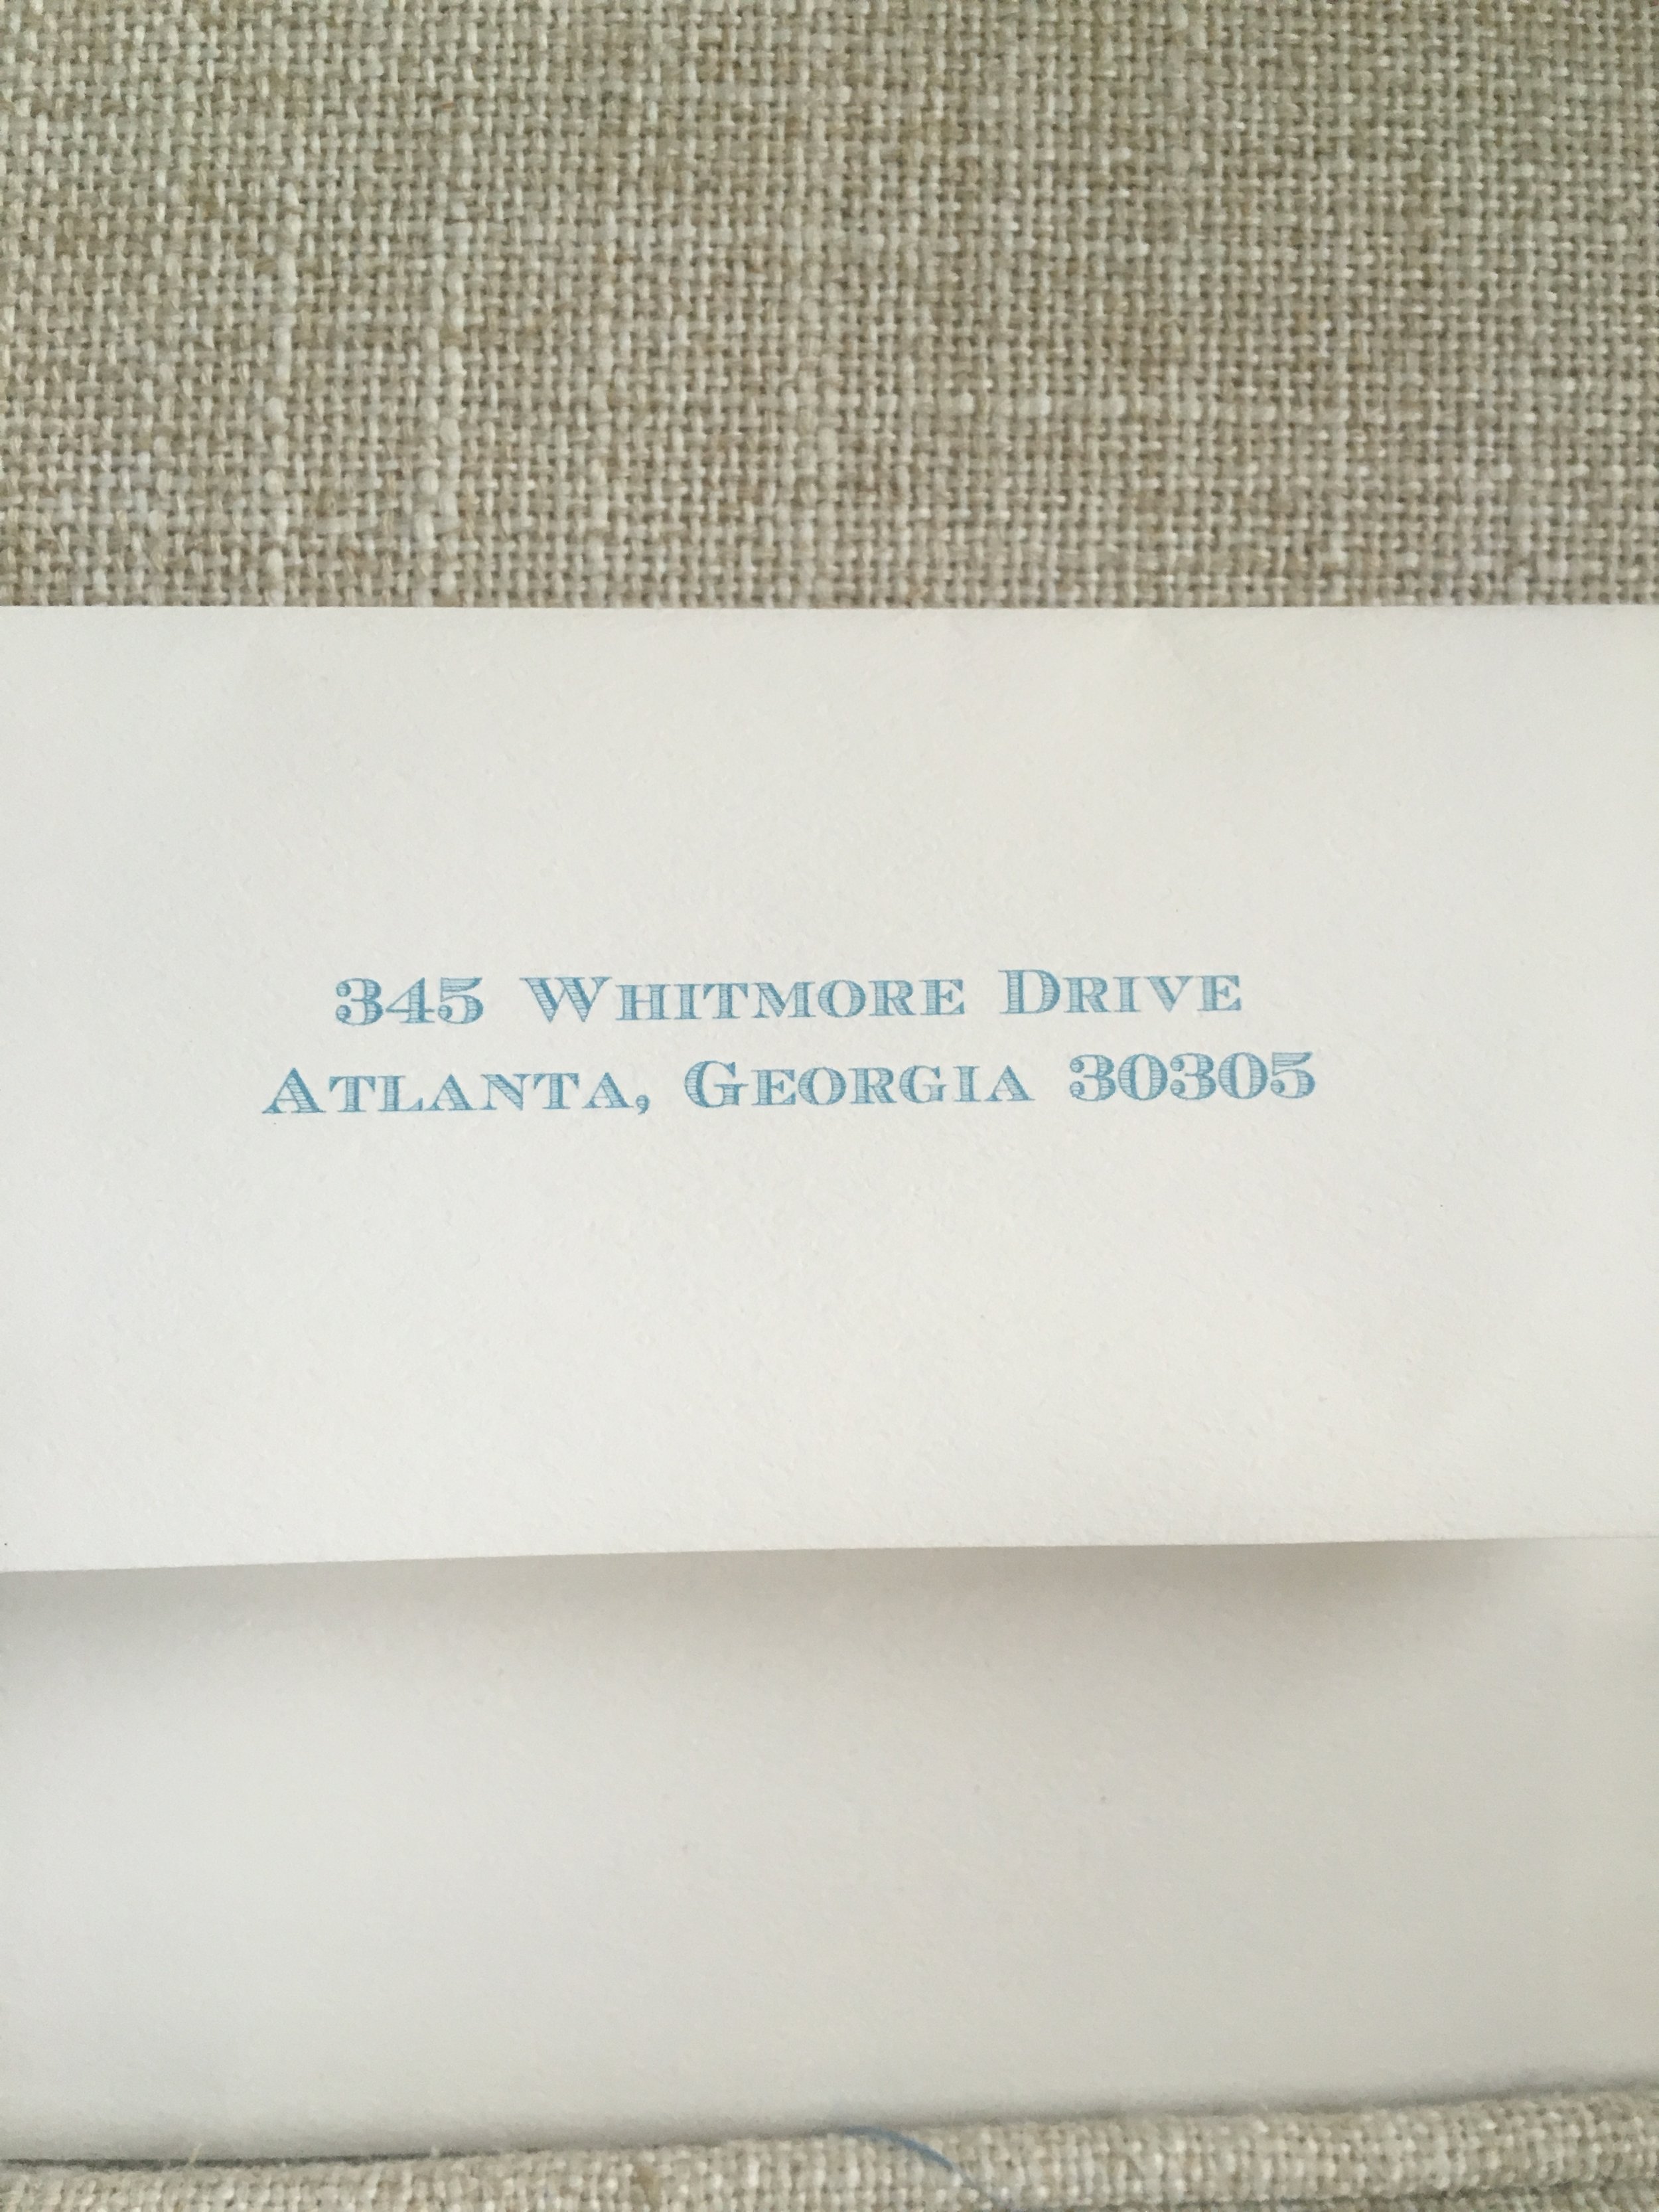 345 Whitmore Drive
Atlanta, Georgia 30305